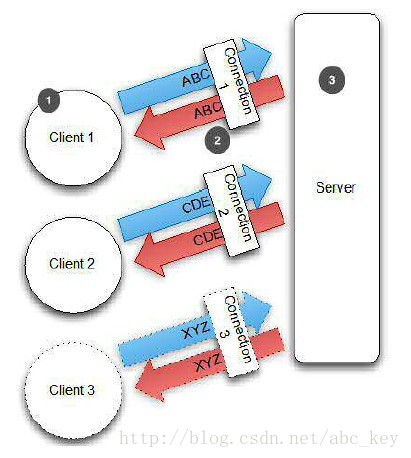 1
Client 1
ABC
ABC
Connection 1
2
3
Server
Client 2
CDE
CDE
Connection 2
Client 3
XYZ
XYZ
Connection 3
http://blog.csdn.net/abc_key